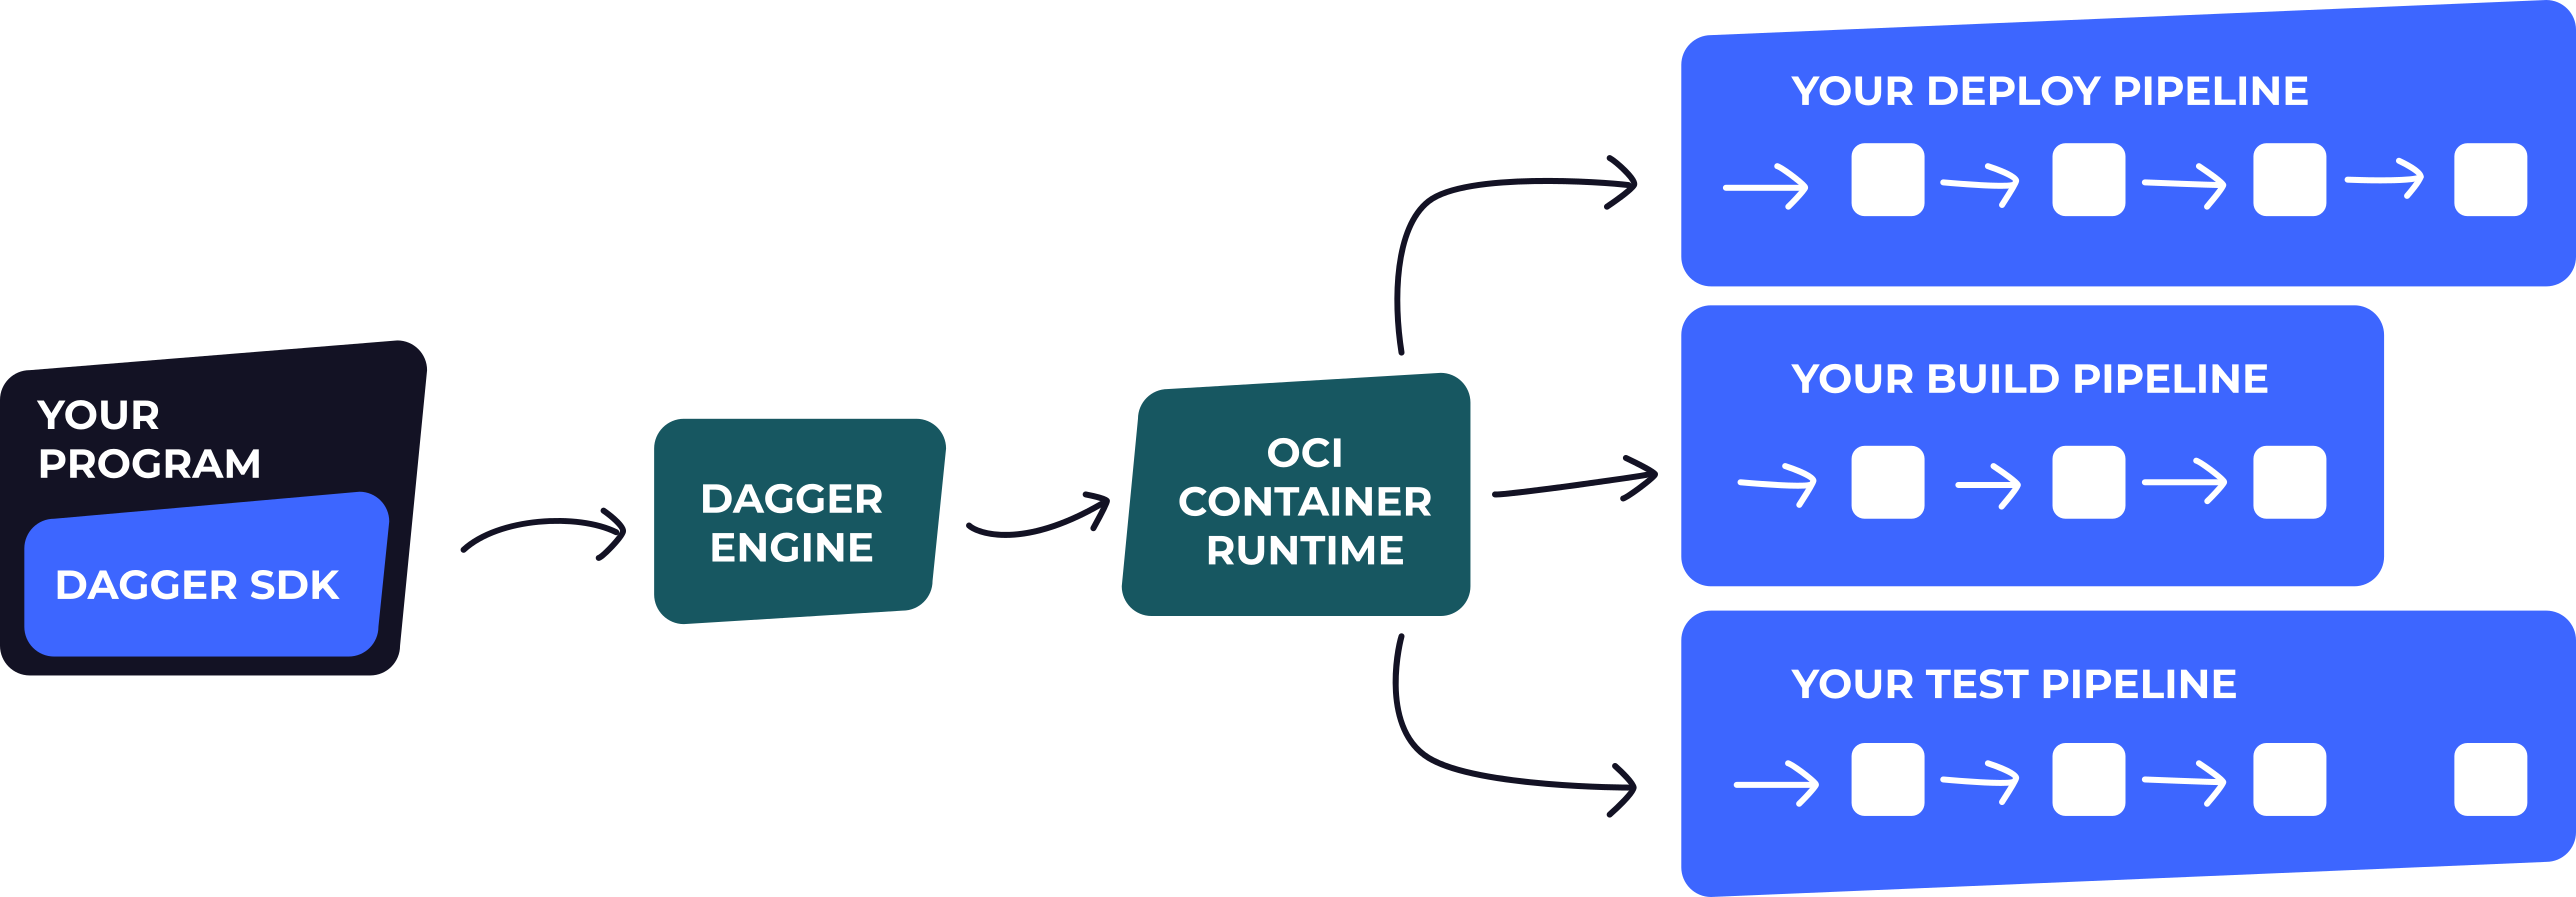 YOUR
PROGRAM
DAGGER SDK
DAGGER
ENGINE
OCI
CONTAINER
RUNTIME
YOUR DEPLOY PIPELINE
YOUR BUILD PIPELINE
YOUR TEST PIPELINE